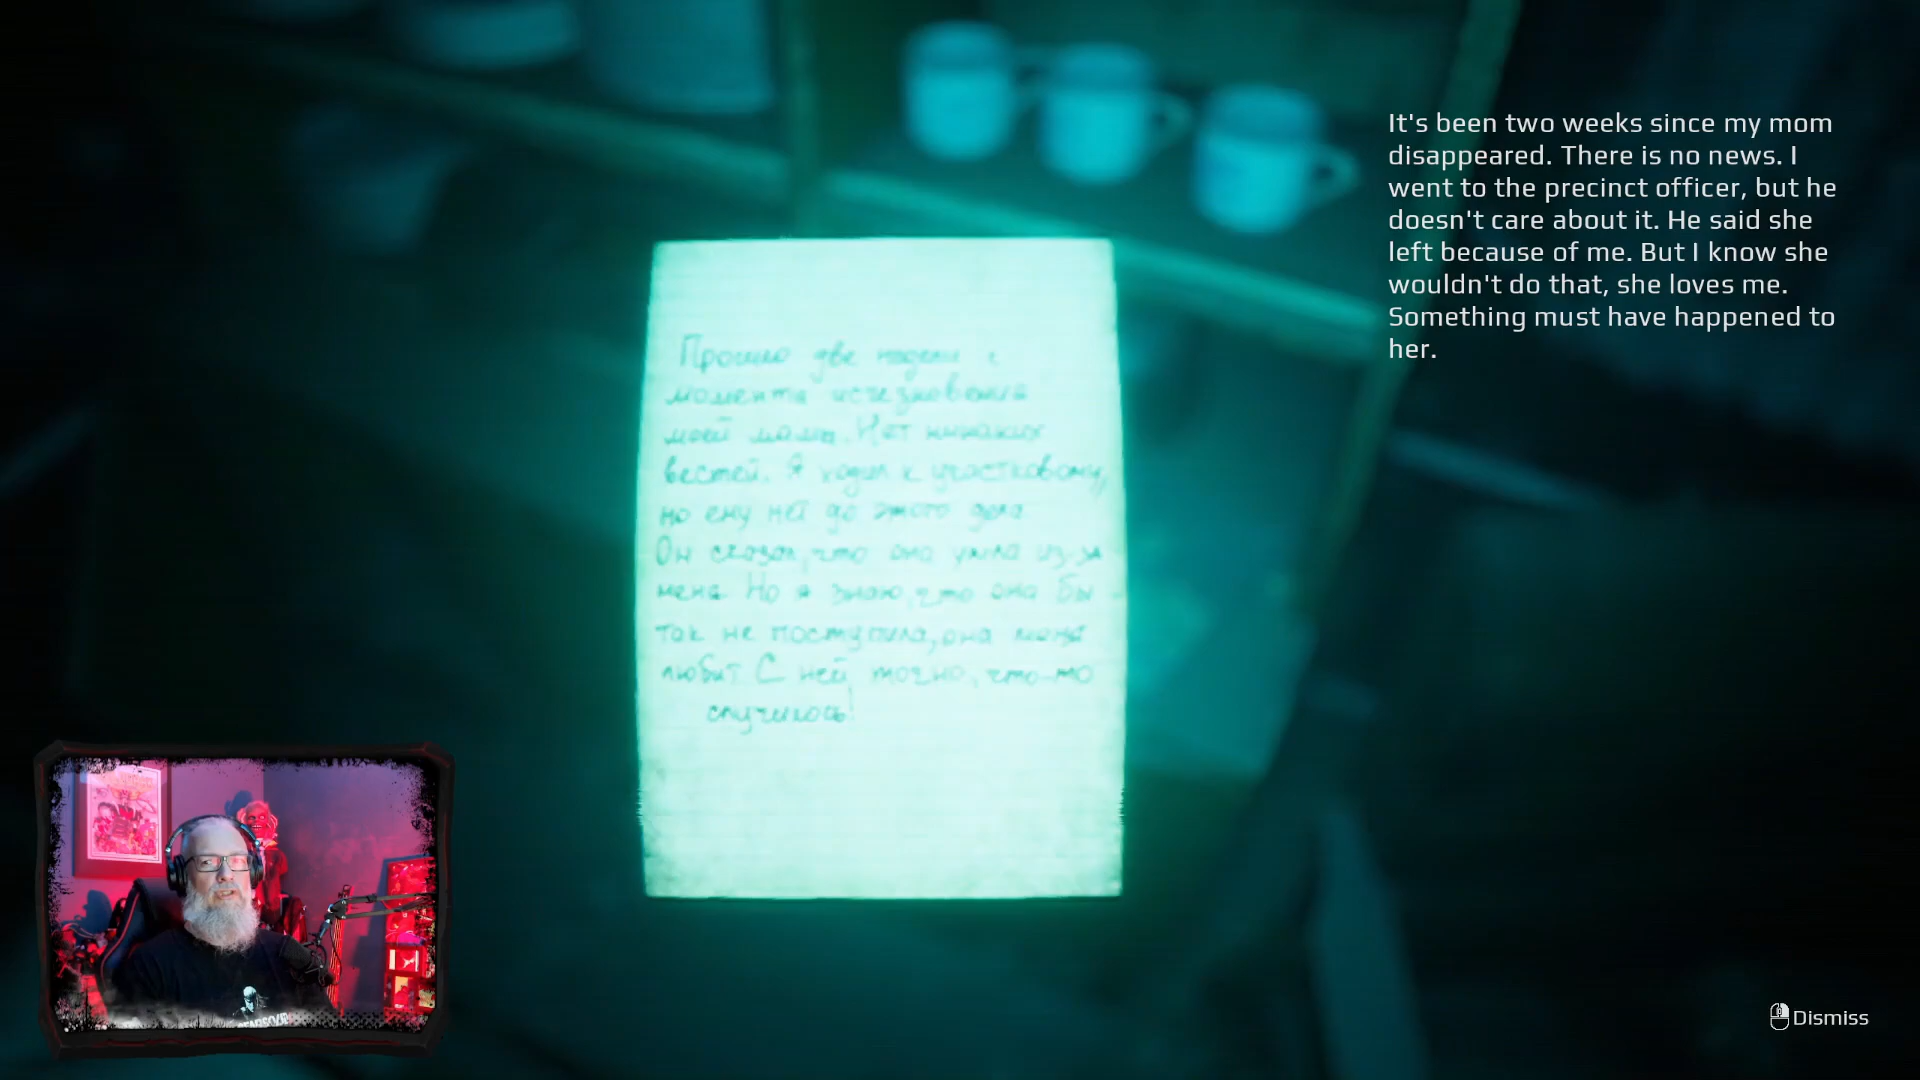 Прошло две недели с
момента исчезновения
моей мамы. Нет никаких
вестей. Я ходил к участковому,
но ему нет до этого дела
Он сказал, что она ушла из-за
меня Но я знаю, что она бы
так не поступила, она меня
любит С ней точно, что-то
случилось!
It's been two weeks since my mom
disappeared. There is no news. I
went to the precinct officer, but he
doesn't care about it. He said she
left because of me. But I know she
wouldn't do that, she loves me.
Something must have happened to
her.
Dismiss